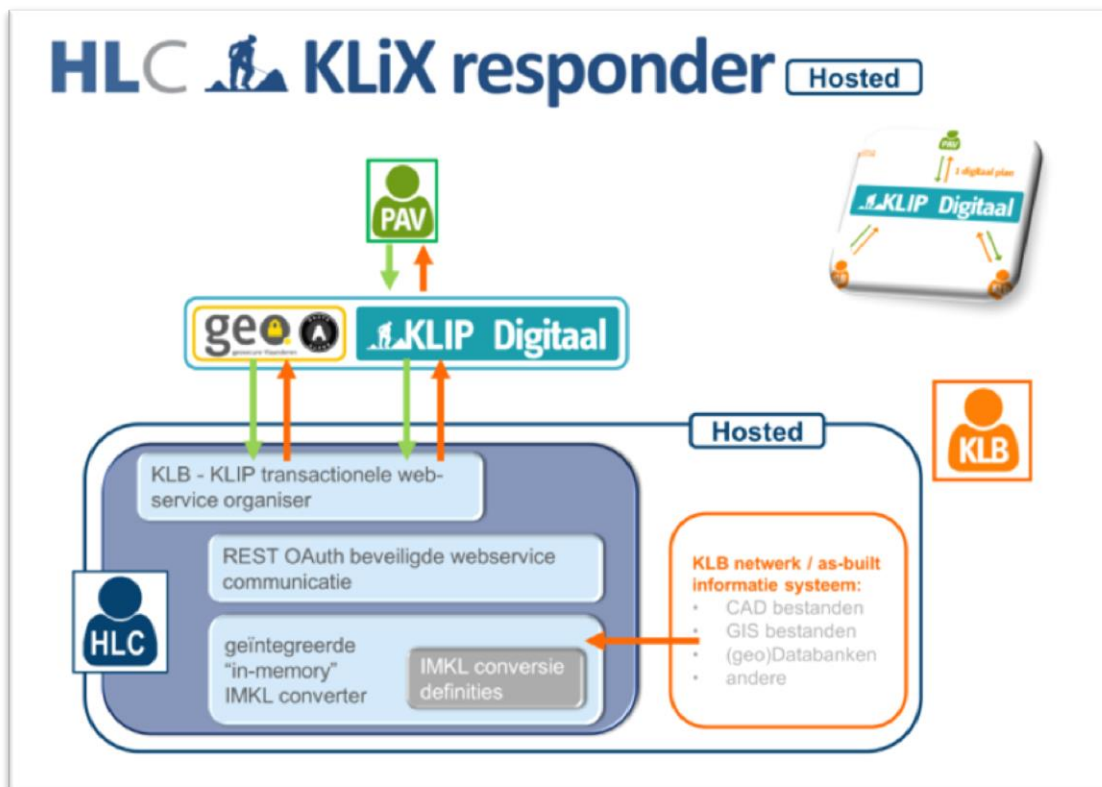 HLC KLiX responder Hosted
PAV
1 digitaal plan
KLIP Digitaal
PAV
geo
KLIP Digitaal
Hosted
KLB
KLB - KLIP transactionele web-
service organiser
REST OAuth beveiligde webservice
communicatie
HLC
geïntegreerde
"in-memory"
IMKL converter
IMKL conversie
definities
KLB netwerk / as-built
informatie systeem:
• CAD bestanden
• GIS bestanden
• (geo)Databanken
• andere